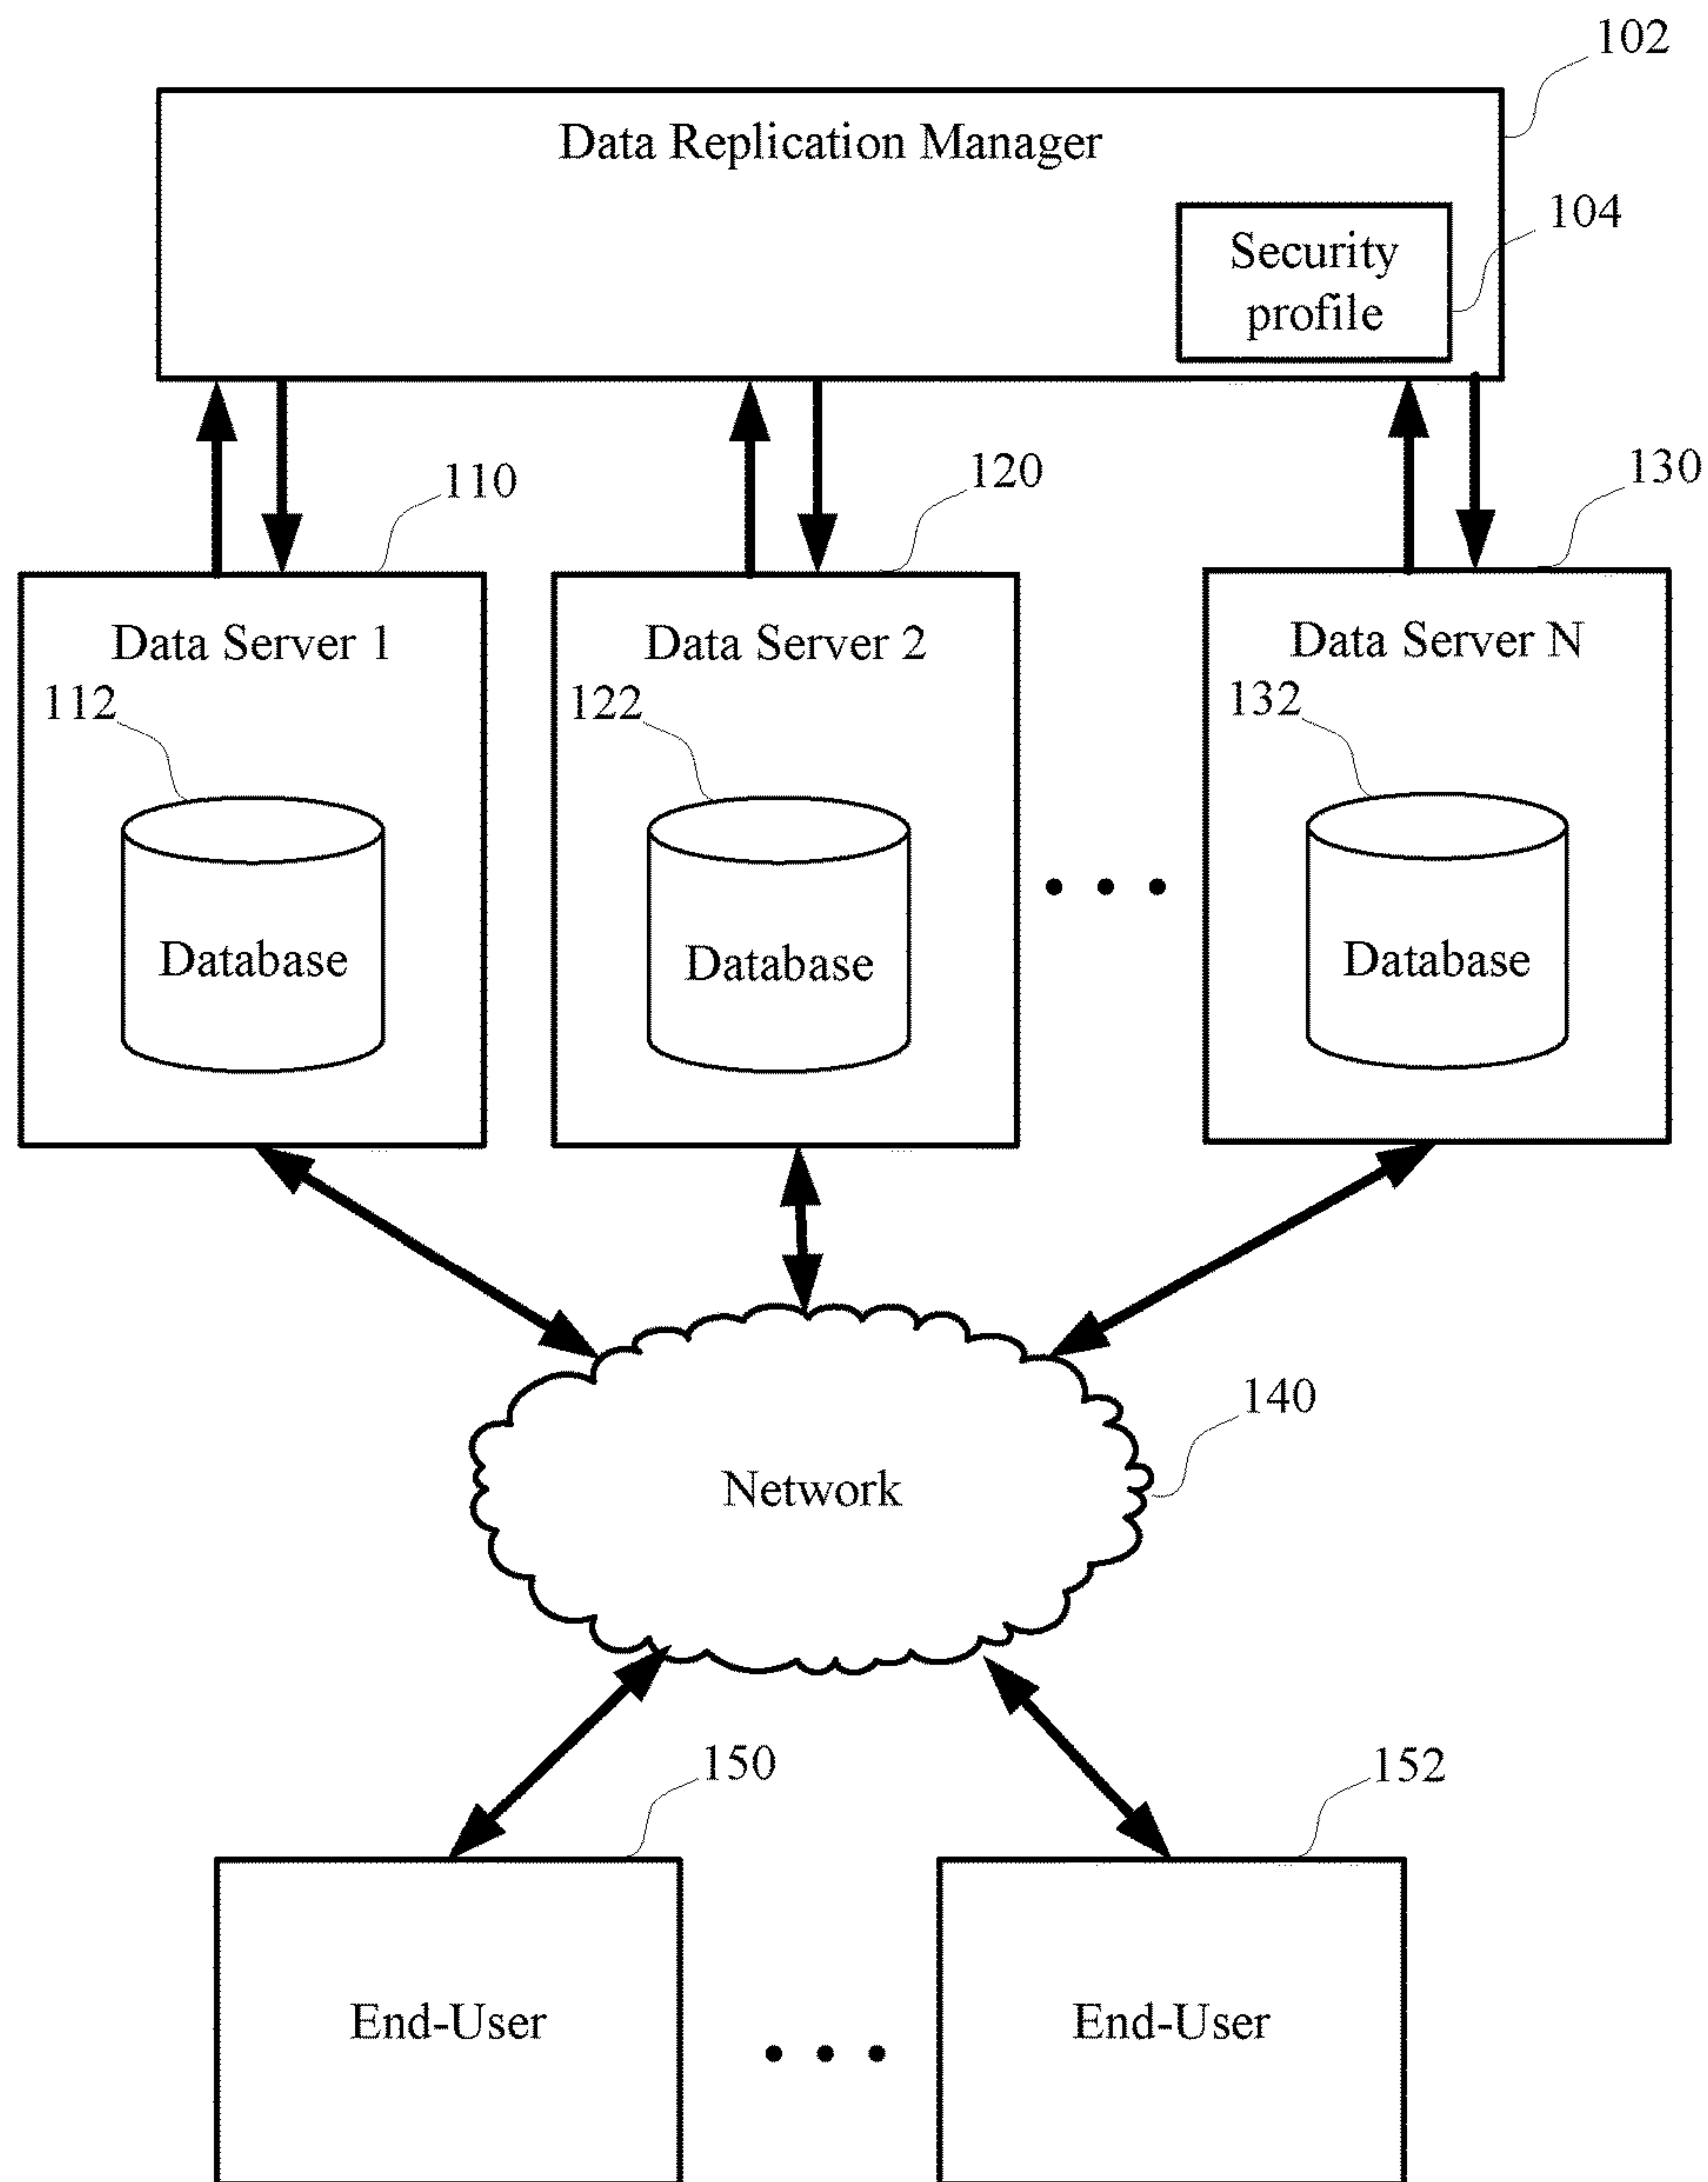 102
Data Replication Manager
104
Security
profile
110
120
130
Data Server 1
Data Server 2
Data Server N
112
122
132
Database
Database
Database
140
Network
150
152
End-User
End-User